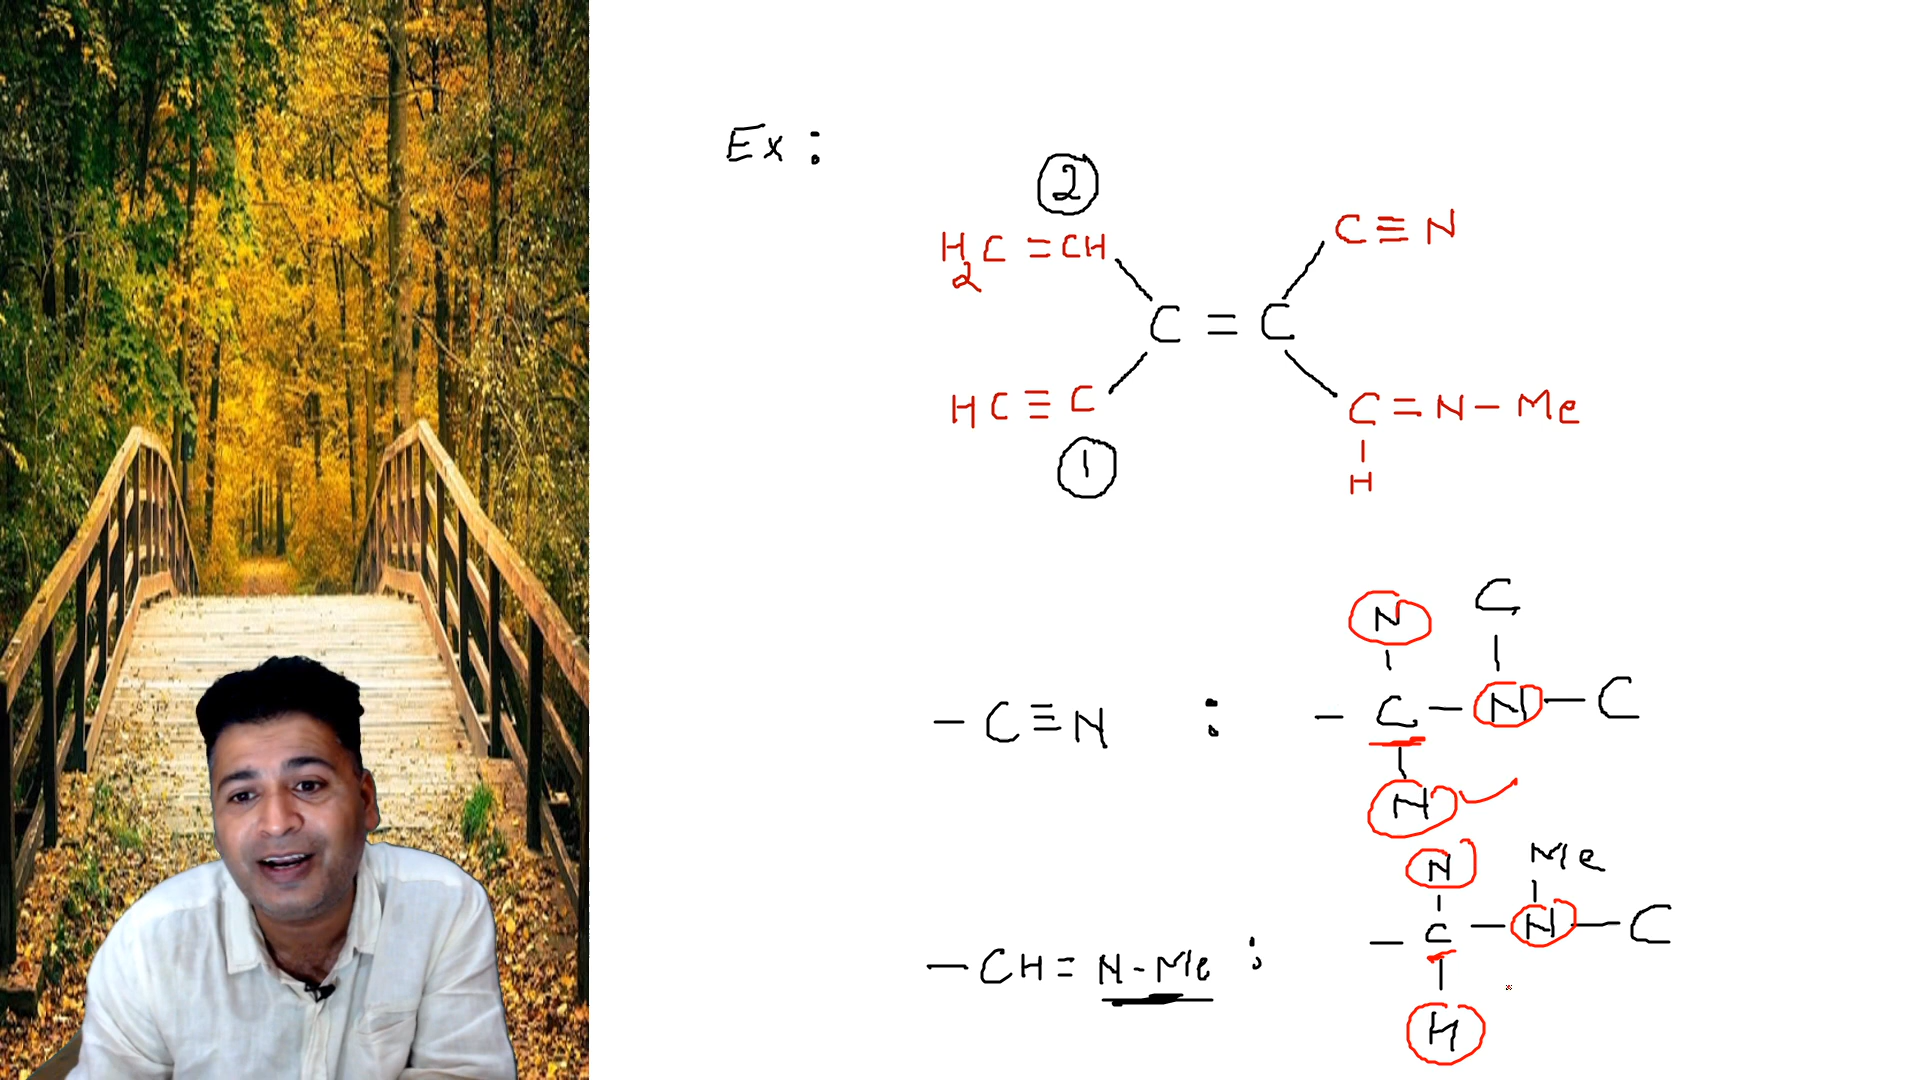 Ex :
2
H2C = CH
C ≡ N
C = C
HC ≡ C
C = N - Me
H
1
N C
- C ≡ N : - C - N - C
N
N Me
- CH = N - Me : - C - N - C
H